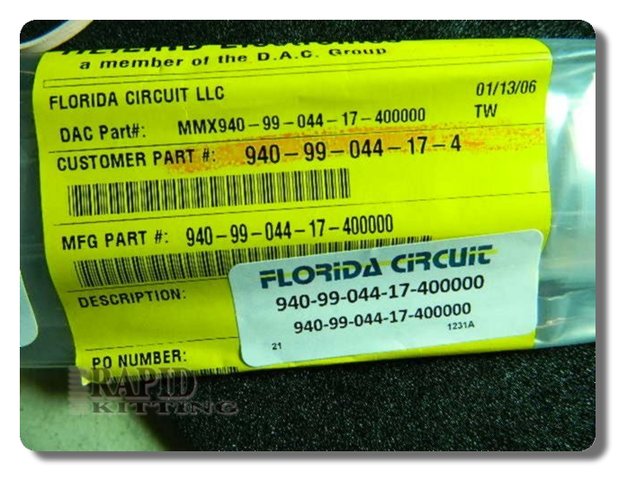 a member of the D.A.C. Group
FLORIDA CIRCUIT LLC
01/13/06
DAC Part#: MMX940-99-044-17-400000
TW
CUSTOMER PART #: 940-99-044-17-4
MFG PART #: 940-99-044-17-400000
DESCRIPTION:
PO NUMBER:
FLORIDA CIRCUIT
940-99-044-17-400000
940-99-044-17-400000
21
1231A
RAPID
KITTING